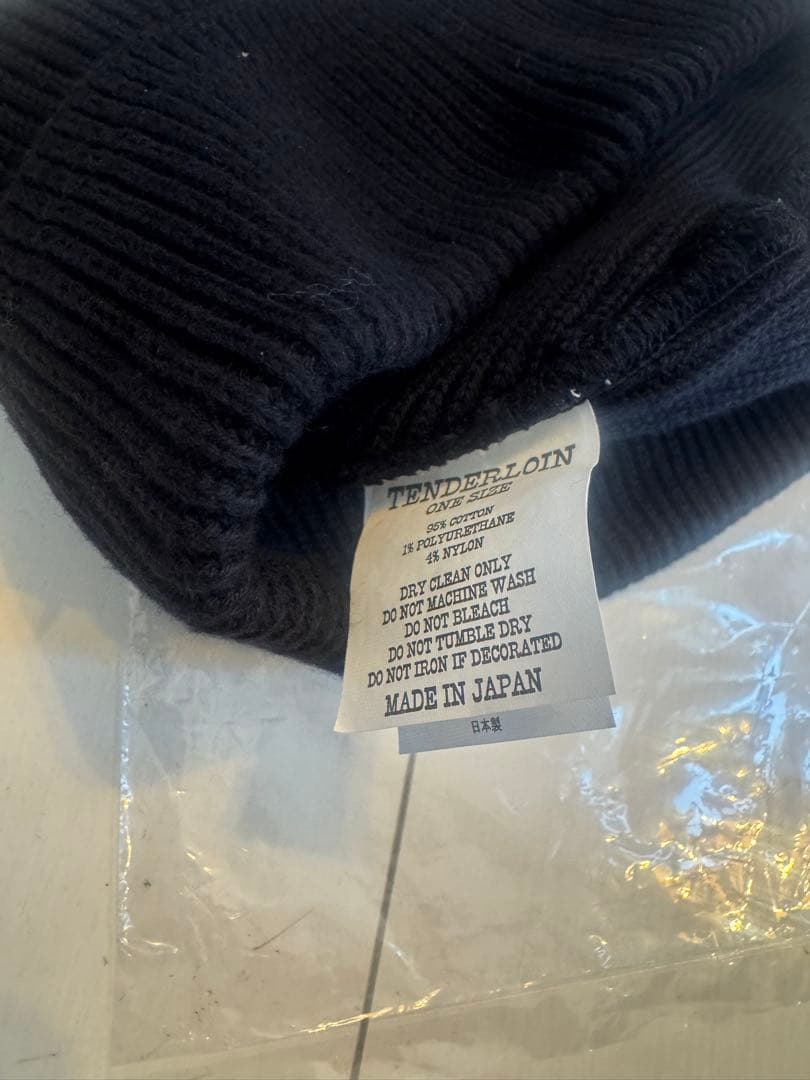 TENDERLOIN
ONE SIZE
95% COTTON
1% POLYURETHANE
4% NYLON
DRY CLEAN ONLY
DO NOT MACHINE WASH
DO NOT BLEACH
DO NOT TUMBLE DRY
DO NOT IRON IF DECORATED
MADE IN JAPAN
日本製